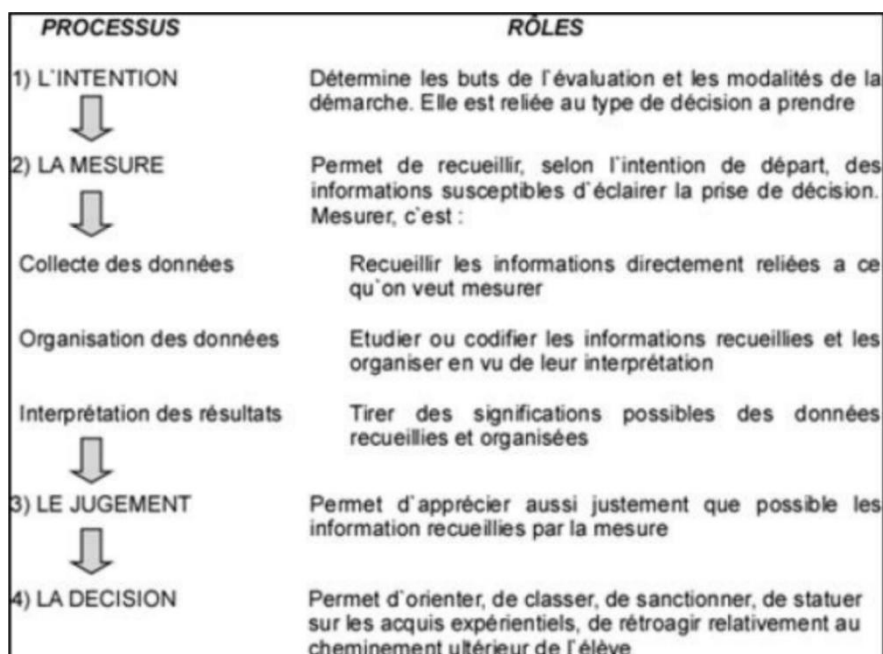 PROCESSUS RÔLES
1) L`INTENTION Détermine les buts de l`évaluation et les modalités de la
démarche. Elle est reliée au type de décision a prendre
2) LA MESURE Permet de recueillir, selon l`intention de départ, des
informations susceptibles d`éclairer la prise de décision.
Mesurer, c`est :
Collecte des données Recueillir les informations directement reliées a ce
qu`on veut mesurer
Organisation des données Etudier ou codifier les informations recueillies et les
organiser en vu de leur interprétation
Interprétation des résultats Tirer des significations possibles des données
recueillies et organisées
3) LE JUGEMENT Permet d`apprécier aussi justement que possible les
information recueillies par la mesure
4) LA DECISION Permet d`orienter, de classer, de sanctionner, de statuer
sur les acquis expérientiels, de rétroagir relativement au
cheminement ultérieur de l`élève